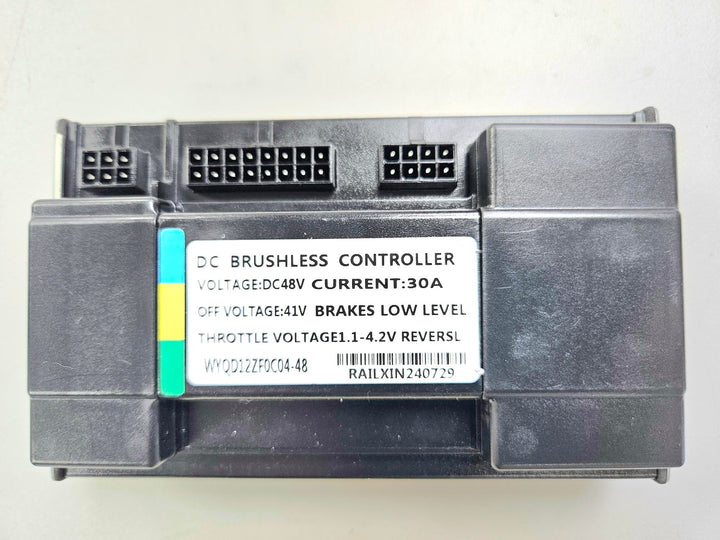 DC BRUSHLESS CONTROLLER
VOLTAGE:DC48V CURRENT:30A
OFF VOLTAGE:41V BRAKES LOW LEVEL
THROTTLE VOLTAGE1.1-4.2V REVERSL
WYQD12ZF0C04-48
RAILXIN240729